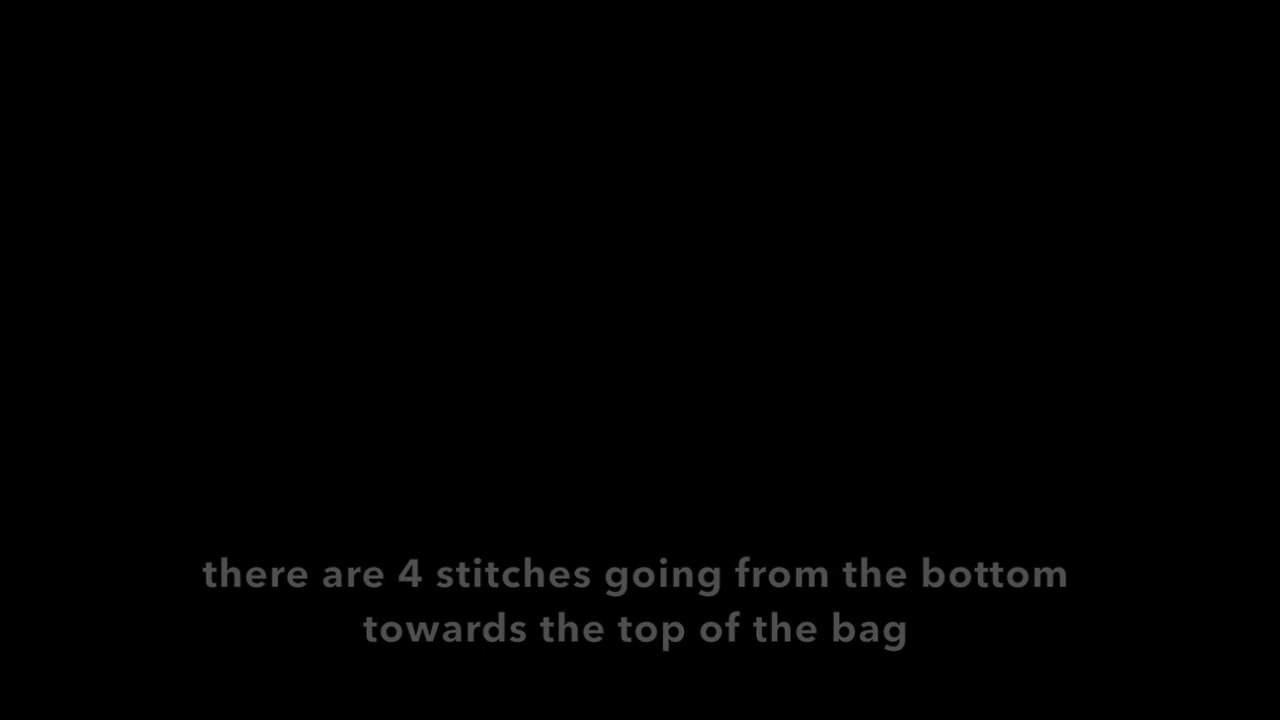 there are 4 stitches going from the bottom
towards the top of the bag